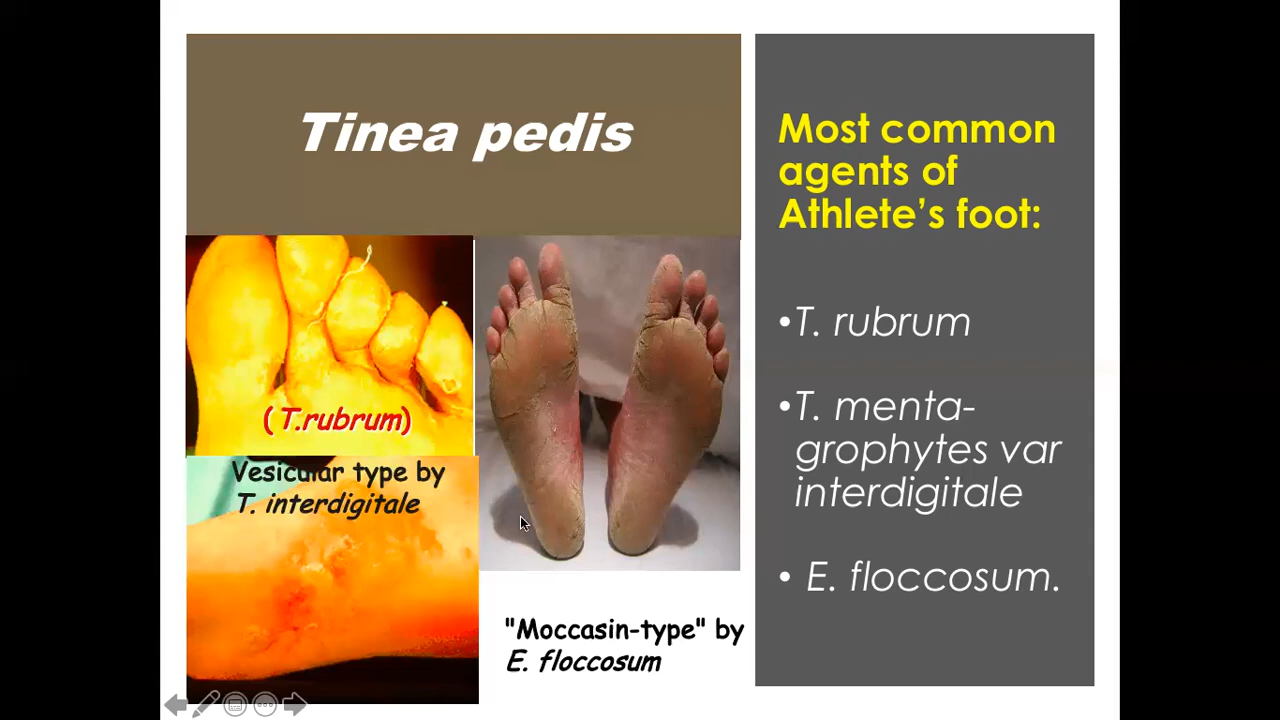 Tinea pedis
(T.rubrum)
Vesicular type by
T. interdigitale
"Moccasin-type" by
E. floccosum
Most common
agents of
Athlete's foot:
•T. rubrum
•T. menta-
grophytes var
interdigitale
• E. floccosum.